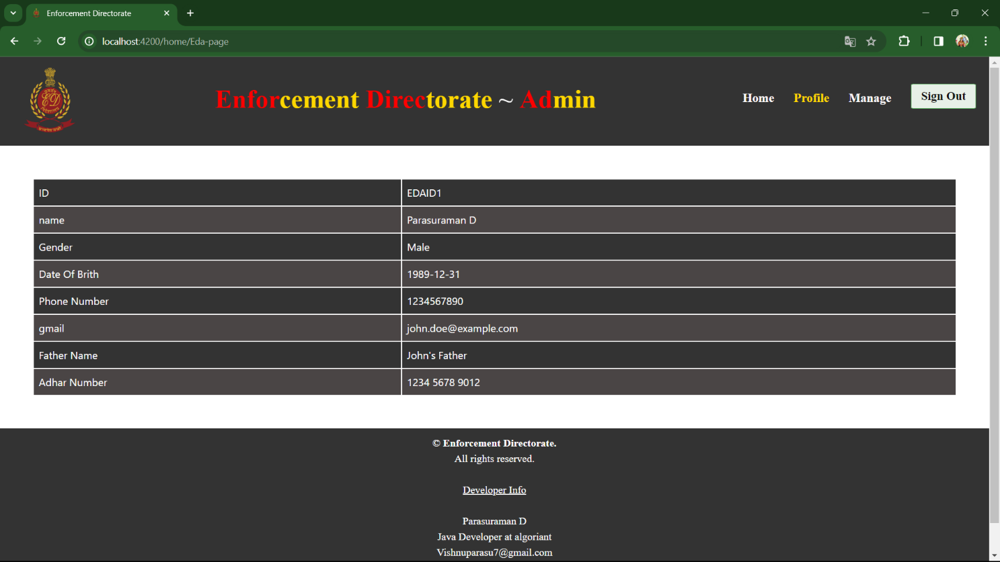 Enforcement Directorate
localhost:4200/home/Eda-page
Enforcement Directorate ~ Admin
Home Profile Manage Sign Out
ID EDAID1
name Parasuraman D
Gender Male
Date Of Brith 1989-12-31
Phone Number 1234567890
gmail john.doe@example.com
Father Name John's Father
Adhar Number 1234 5678 9012
© Enforcement Directorate.
All rights reserved.
Developer Info
Parasuraman D
Java Developer at algoriant
Vishnuparasu7@gmail.com